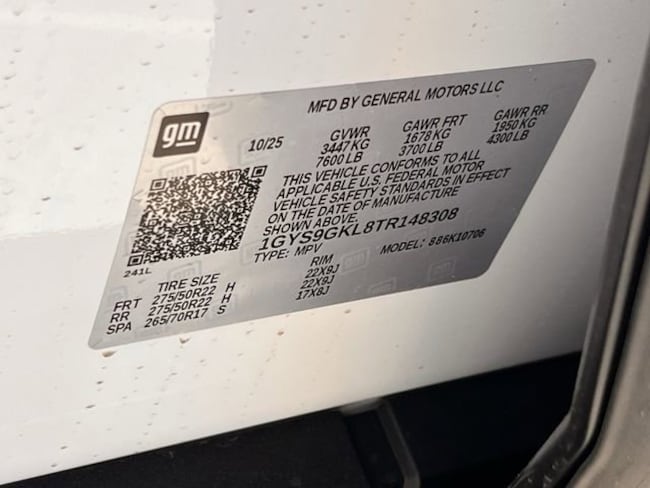 MFD BY GENERAL MOTORS LLC
gm
10/25 GVWR GAWR FRT GAWR RR
3447 KG 1678 KG 1950 KG
7600 LB 3700 LB 4300 LB
THIS VEHICLE CONFORMS TO ALL
APPLICABLE U.S. FEDERAL MOTOR
VEHICLE SAFETY STANDARDS IN EFFECT
ON THE DATE OF MANUFACTURE
SHOWN ABOVE.
1GYS9GKL8TR148308
TYPE: MPV MODEL: 886K10706
241L
TIRE SIZE RIM
FRT 275/50R22 H 22X9J
RR 275/50R22 H 22X9J
SPA 265/70R17 S 17X8J